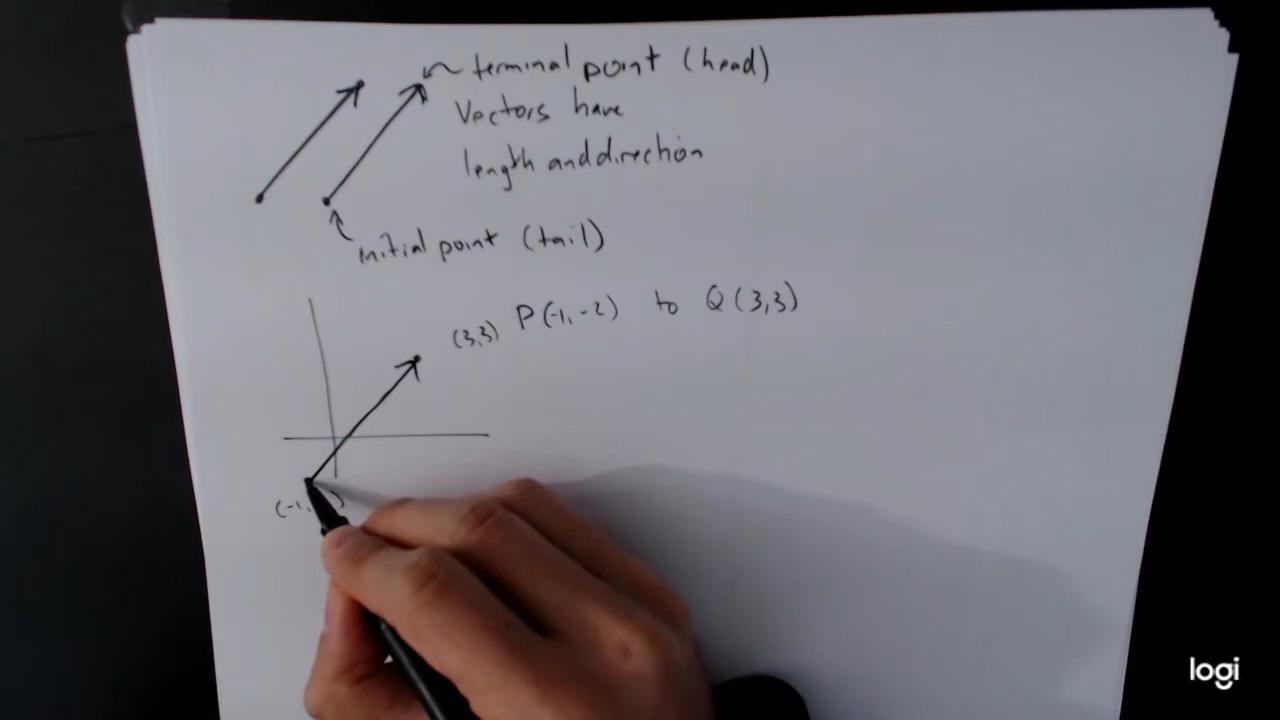 terminal point (head)
Vectors have
length and direction
initial point (tail)
P(-1,-2) to Q(3,3)
(3,3)
(-1,
logi